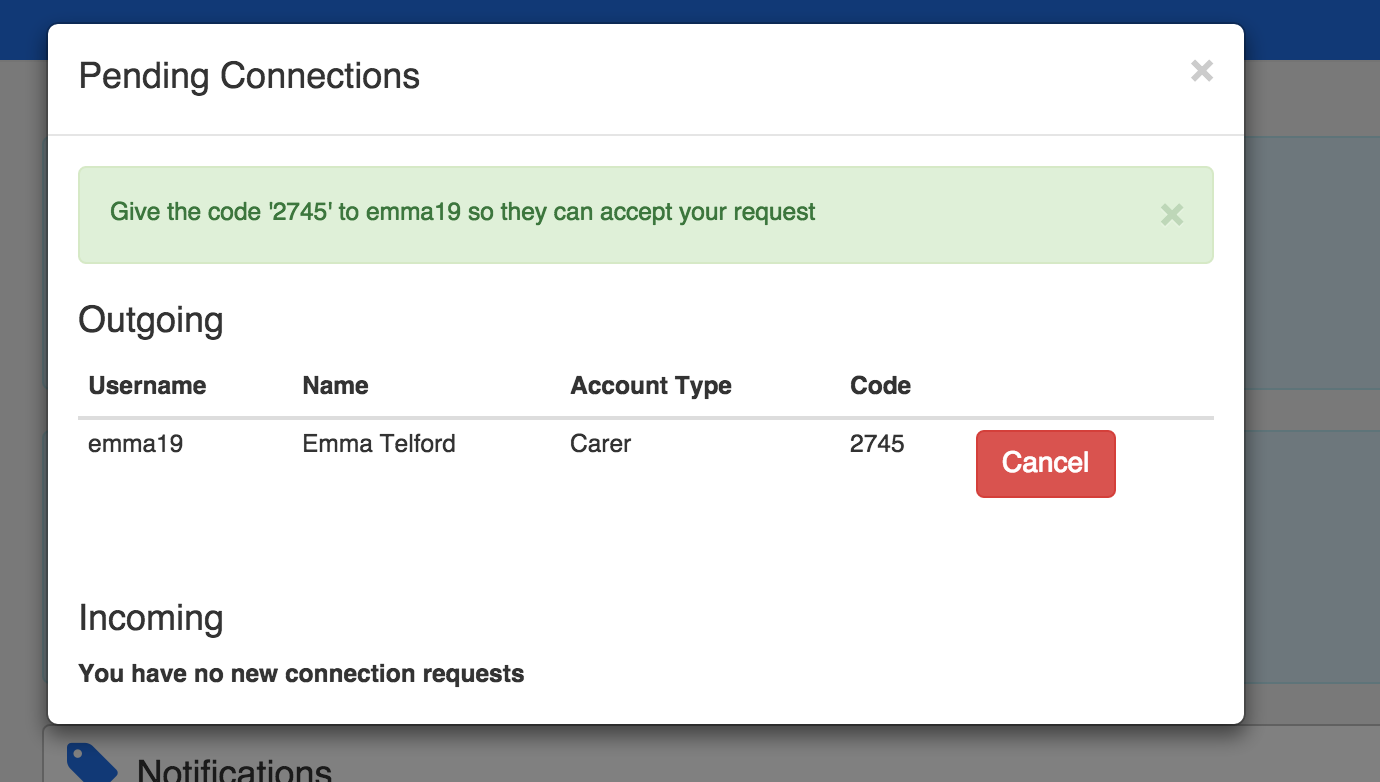 Pending Connections ×
Give the code '2745' to emma19 so they can accept your request ×
Outgoing
Username Name Account Type Code
emma19 Emma Telford Carer 2745 Cancel
Incoming
You have no new connection requests
Notifications